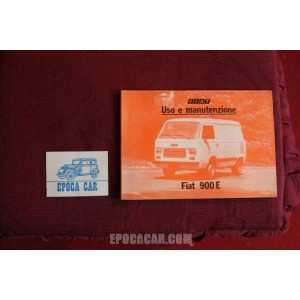 FIAT
Uso e manutenzione
Fiat 900 E
EPOCA CAR
EPOCACAR.COM